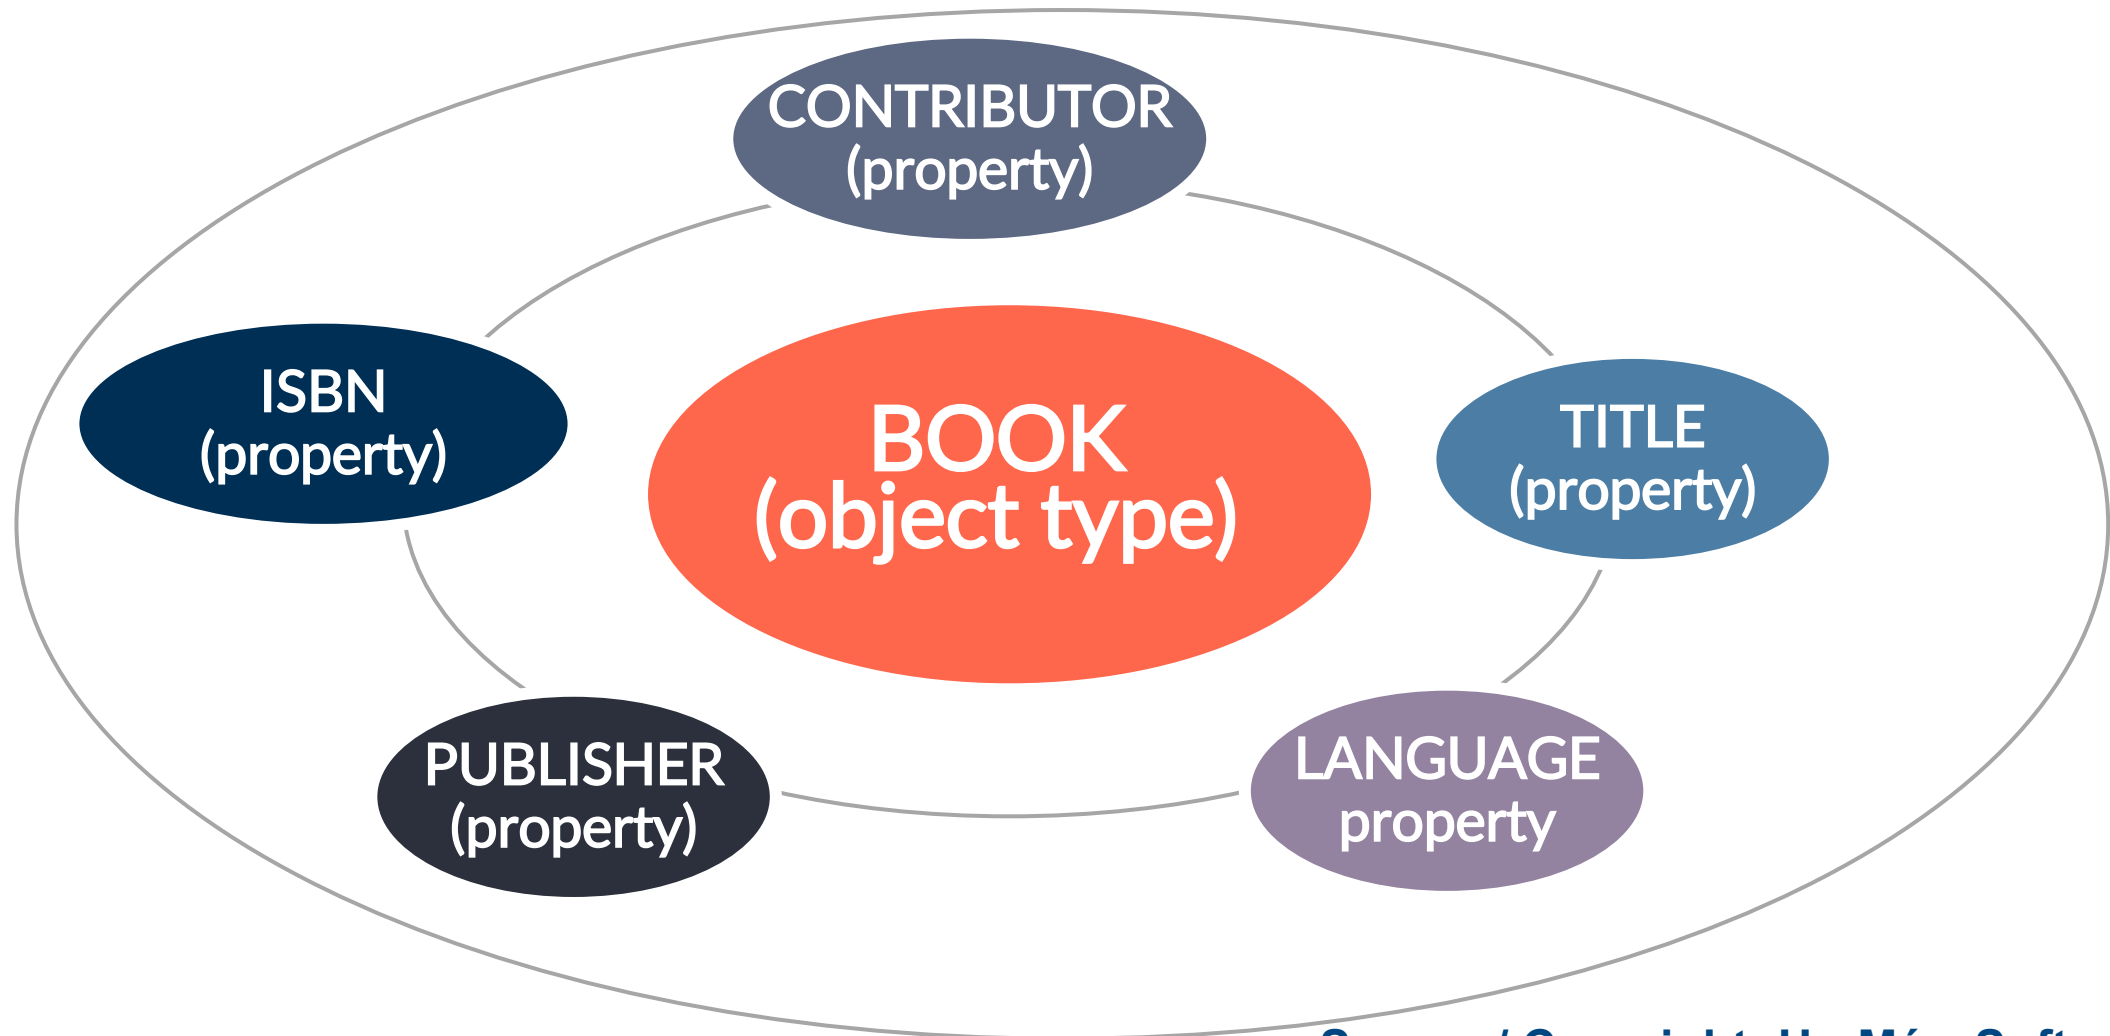 CONTRIBUTOR
(property)
ISBN
(property)
BOOK
(object type)
TITLE
(property)
PUBLISHER
(property)
LANGUAGE
property